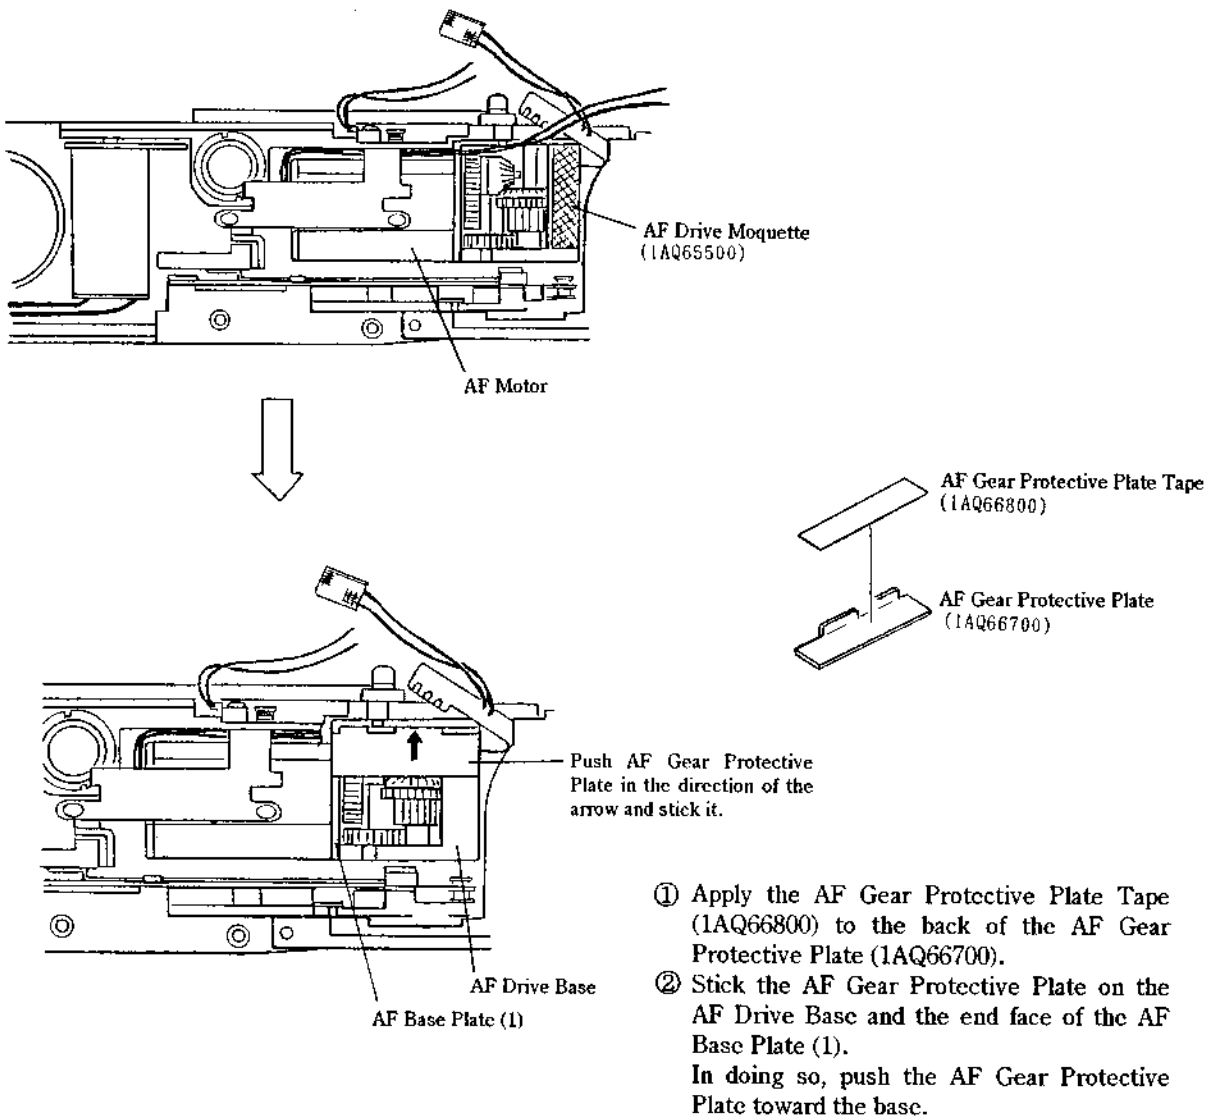 AF Drive Moquette
(1AQ65500)
AF Motor
AF Gear Protective Plate Tape
(1AQ66800)
AF Gear Protective Plate
(1AQ66700)
Push AF Gear Protective
Plate in the direction of the
arrow and stick it.
AF Drive Base
AF Base Plate (1)
① Apply the AF Gear Protective Plate Tape
(1AQ66800) to the back of the AF Gear
Protective Plate (1AQ66700).
② Stick the AF Gear Protective Plate on the
AF Drive Base and the end face of the AF
Base Plate (1).
In doing so, push the AF Gear Protective
Plate toward the base.